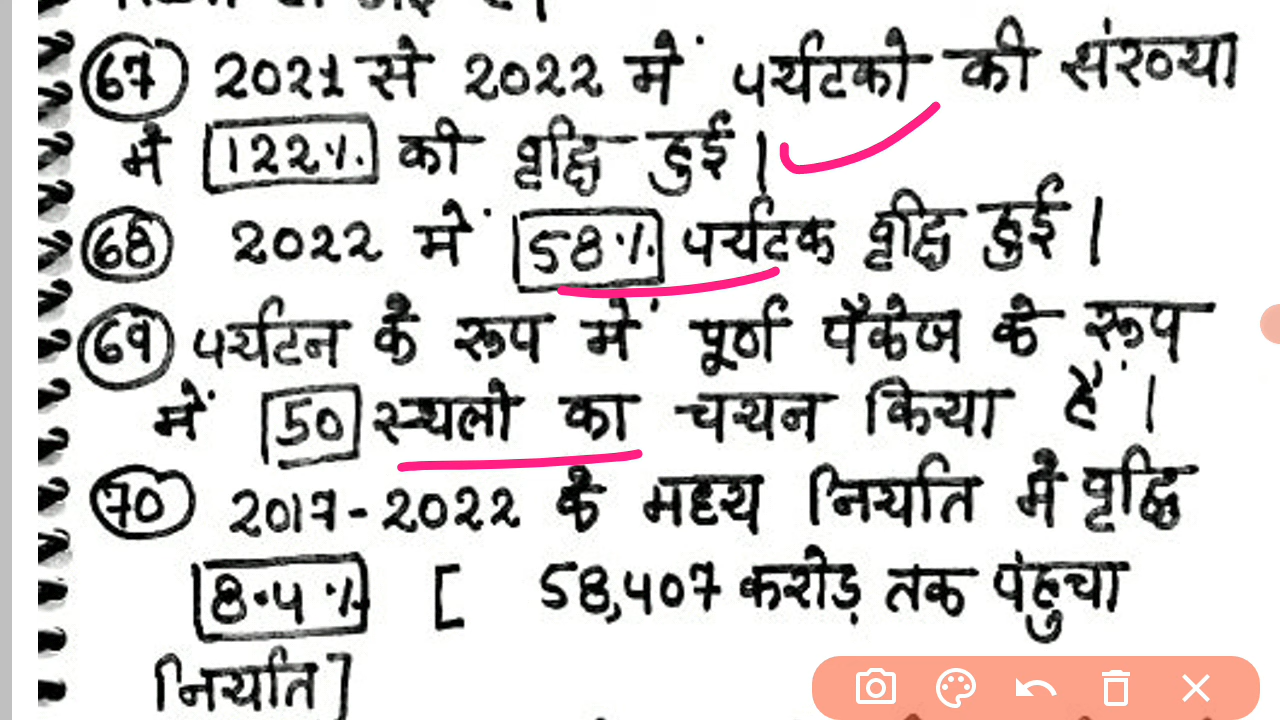 67 2021 से 2022 में पर्यटको की संख्या
में 122% की वृद्धि हुई।
68 2022 में 58% पर्यटक वृद्धि हुई।
69 पर्यटन के रूप में पूर्ण पैकेज के रूप
में 50 स्थलो का चयन किया है।
70 2017-2022 के मध्य निर्यात में वृद्धि
8.4% [ 58,407 करोड़ तक पंहुचा
निर्यात]